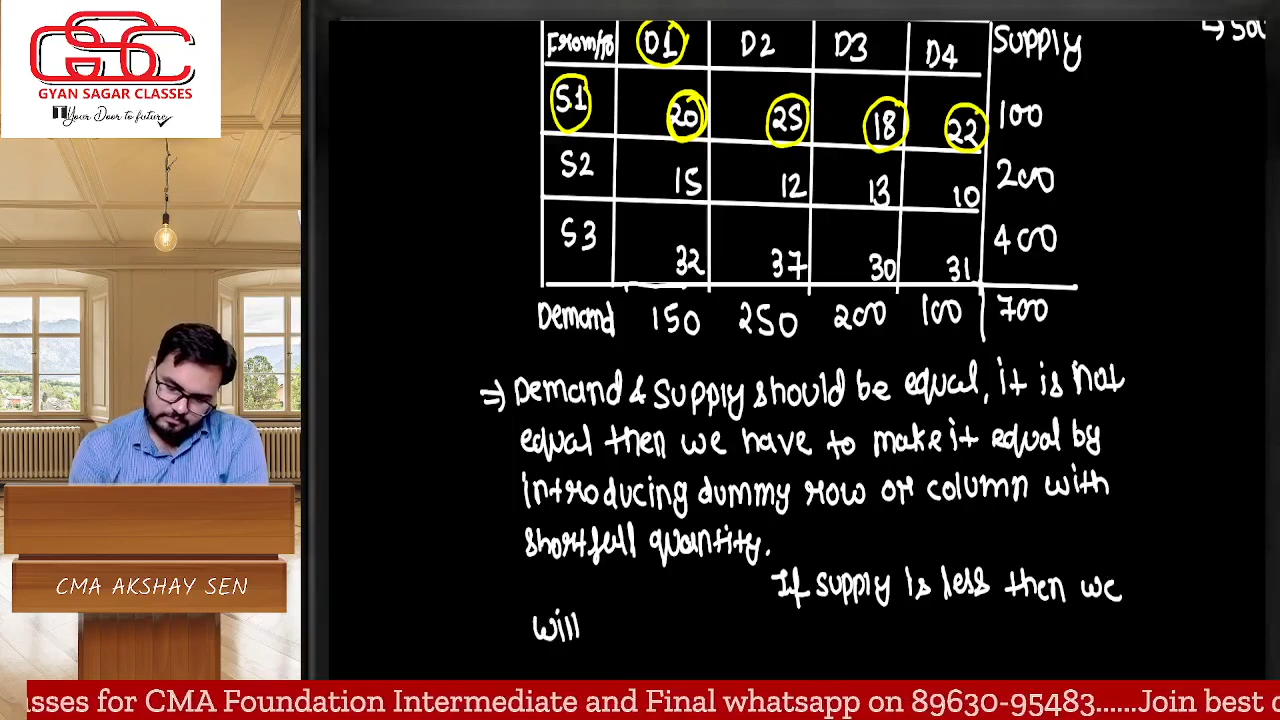 GSC
GYAN SAGAR CLASSES
Your Door to future
From/to D1 D2 D3 D4 Supply
S1 20 25 18 22 100
S2 15 12 13 10 200
S3 32 37 30 31 400
Demand 150 250 200 100 700
⇒ Demand & Supply should be equal, it is not
equal then we have to make it equal by
introducing dummy row or column with
shortfall quantity.
If supply is less then we
will
CMA AKSHAY SEN
asses for CMA Foundation Intermediate and Final whatsapp on 89630-95483......Join best c